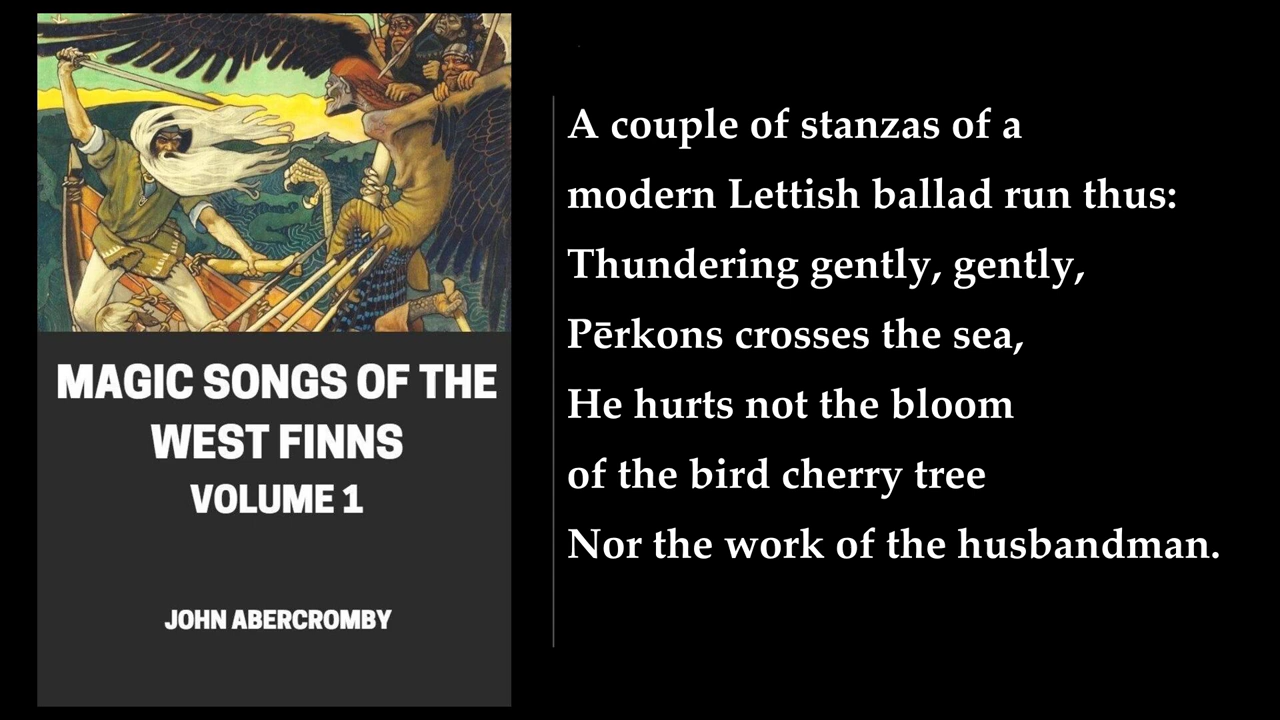 MAGIC SONGS OF THE
WEST FINNS
VOLUME 1
JOHN ABERCROMBY
A couple of stanzas of a
modern Lettish ballad run thus:
Thundering gently, gently,
Pērkons crosses the sea,
He hurts not the bloom
of the bird cherry tree
Nor the work of the husbandman.